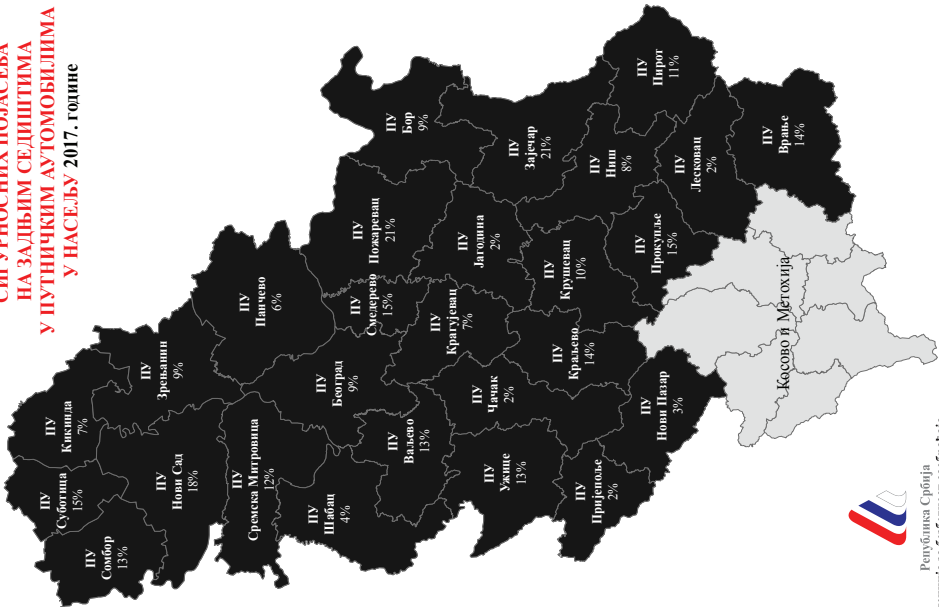 СИГУРНОСНИХ ПОЈАСЕВА
НА ЗАДЊИМ СЕДИШТИМА
У ПУТНИЧКИМ АУТОМОБИЛИМА
У НАСЕЉУ 2017. године
ПУ
Суботица
15%
ПУ
Кикинда
7%
ПУ
Сомбор
13%
ПУ
Зрењанин
9%
ПУ
Нови Сад
18%
ПУ
Панчево
6%
ПУ
Сремска Митровица
12%
ПУ
Београд
9%
ПУ
Шабац
4%
ПУ
Смедерево
15%
ПУ
Пожаревац
21%
ПУ
Бор
9%
ПУ
Ваљево
13%
ПУ
Крагујевац
7%
ПУ
Јагодина
2%
ПУ
Зајечар
21%
ПУ
Ужице
13%
ПУ
Чачак
2%
ПУ
Краљево
14%
ПУ
Крушевац
10%
ПУ
Ниш
8%
ПУ
Пирот
11%
ПУ
Пријепоље
2%
ПУ
Нови Пазар
3%
ПУ
Прокупље
15%
ПУ
Лесковац
2%
ПУ
Врање
14%
Косово и Метохија
Република Србија